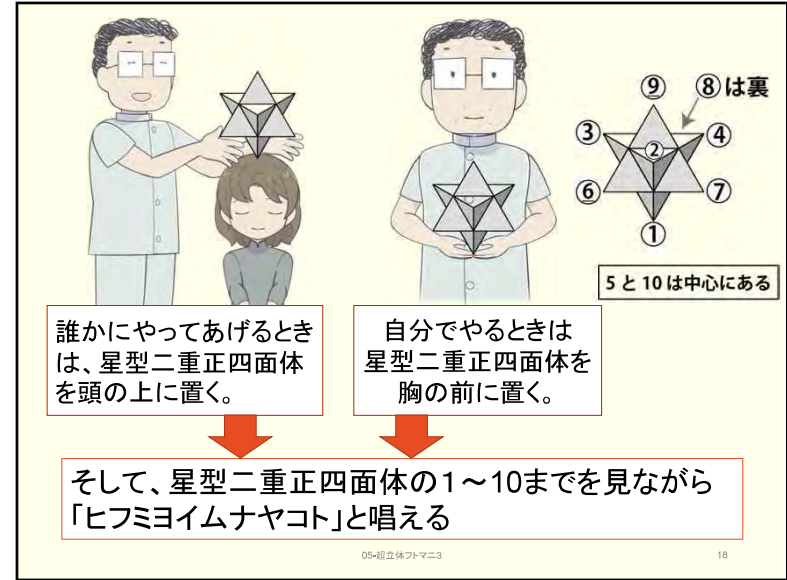 ⑨
⑧は裏
③
④
②
⑥
⑦
①
5と10は中心にある
誰かにやってあげるとき
は、星型二重正四面体
を頭の上に置く。
自分でやるときは
星型二重正四面体を
胸の前に置く。
そして、星型二重正四面体の1～10までを見ながら
「ヒフミヨイムナヤコト」と唱える
05-超立体フトマニ3
18